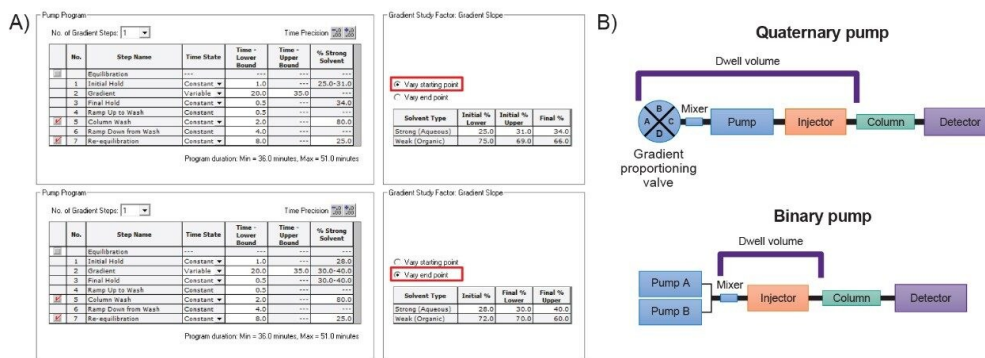 A)
Pump Program
No. of Gradient Steps: 1 Time Precision
No. Step Name Time State Time - Lower Bound Time - Upper Bound % Strong Solvent
Equilibration --- --- --- ---
1 Initial Hold Constant 1.0 --- 25.0-31.0
2 Gradient Variable 20.0 35.0 ---
3 Final Hold Constant 0.5 --- 34.0
4 Ramp Up to Wash Constant 0.5 --- ---
5 Column Wash Constant 2.0 --- 80.0
6 Ramp Down from Wash Constant 4.0 --- ---
7 Re-equilibration Constant 8.0 --- 25.0
Program duration: Min = 36.0 minutes, Max = 51.0 minutes
Gradient Study Factor: Gradient Slope
Vary starting point
Vary end point
Solvent Type Initial % Lower Initial % Upper Final %
Strong (Aqueous) 25.0 31.0 34.0
Weak (Organic) 75.0 69.0 66.0
Pump Program
No. of Gradient Steps: 1 Time Precision
No. Step Name Time State Time - Lower Bound Time - Upper Bound % Strong Solvent
Equilibration --- --- --- ---
1 Initial Hold Constant 1.0 --- 28.0
2 Gradient Variable 20.0 35.0 30.0-40.0
3 Final Hold Constant 0.5 --- 30.0-40.0
4 Ramp Up to Wash Constant 0.5 --- ---
5 Column Wash Constant 2.0 --- 80.0
6 Ramp Down from Wash Constant 4.0 --- ---
7 Re-equilibration Constant 8.0 --- 25.0
Program duration: Min = 36.0 minutes, Max = 51.0 minutes
Gradient Study Factor: Gradient Slope
Vary starting point
Vary end point
Solvent Type Initial % Final % Lower Final % Upper
Strong (Aqueous) 28.0 30.0 40.0
Weak (Organic) 72.0 70.0 60.0
B)
Quaternary pump
Dwell volume
A B C D
Mixer
Pump
Injector
Column
Detector
Gradient
proportioning
valve
Binary pump
Dwell volume
Pump A
Pump B
Mixer
Injector
Column
Detector